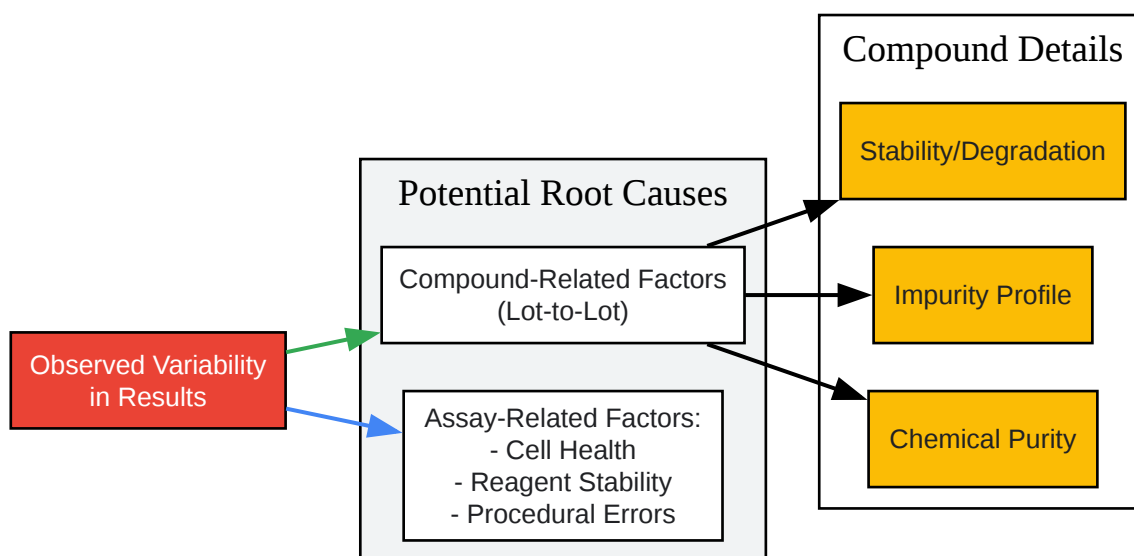 Observed Variability
in Results
Potential Root Causes
Compound-Related Factors
(Lot-to-Lot)
Assay-Related Factors:
- Cell Health
- Reagent Stability
- Procedural Errors
Compound Details
Stability/Degradation
Impurity Profile
Chemical Purity